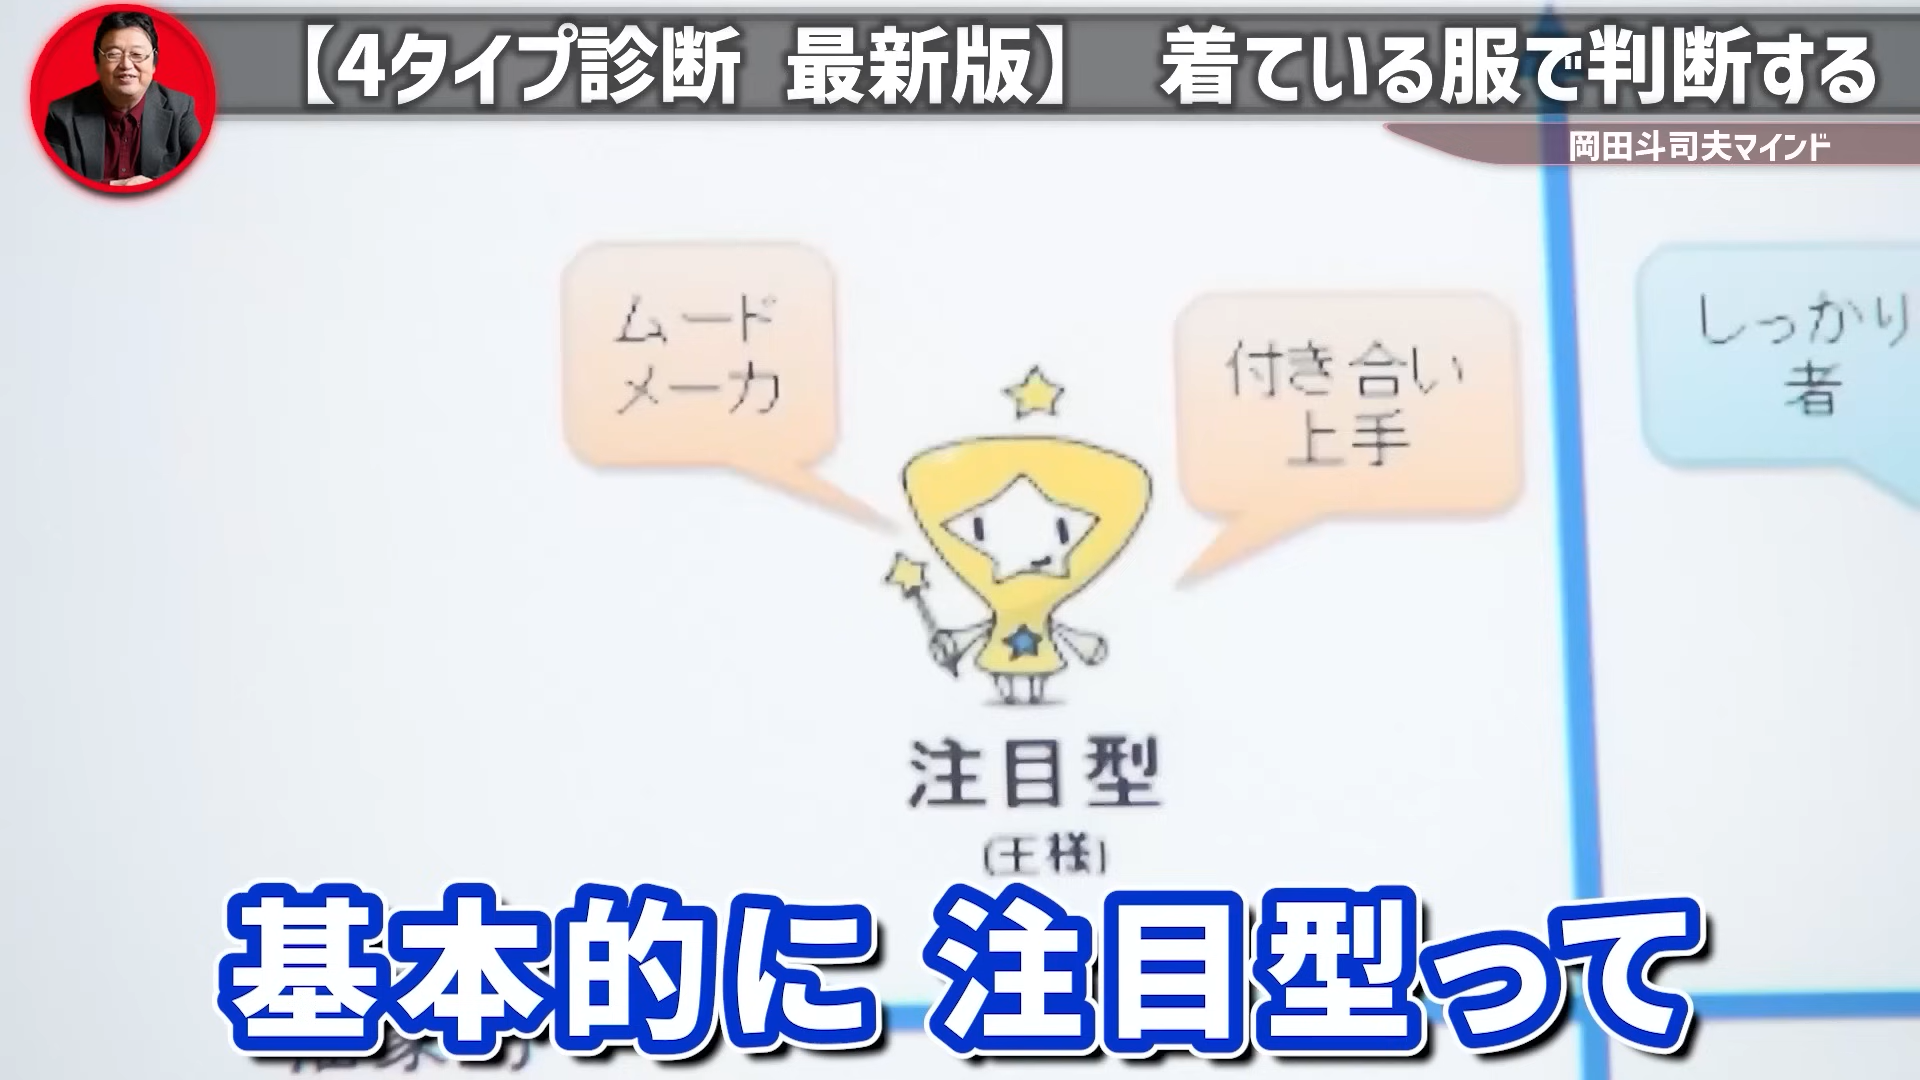 【4タイプ診断 最新版】 着ている服で判断する
岡田斗司夫マインド
ムード
メーカ
付き合い
上手
しっかり
者
注目型
(王様)
基本的に 注目型って